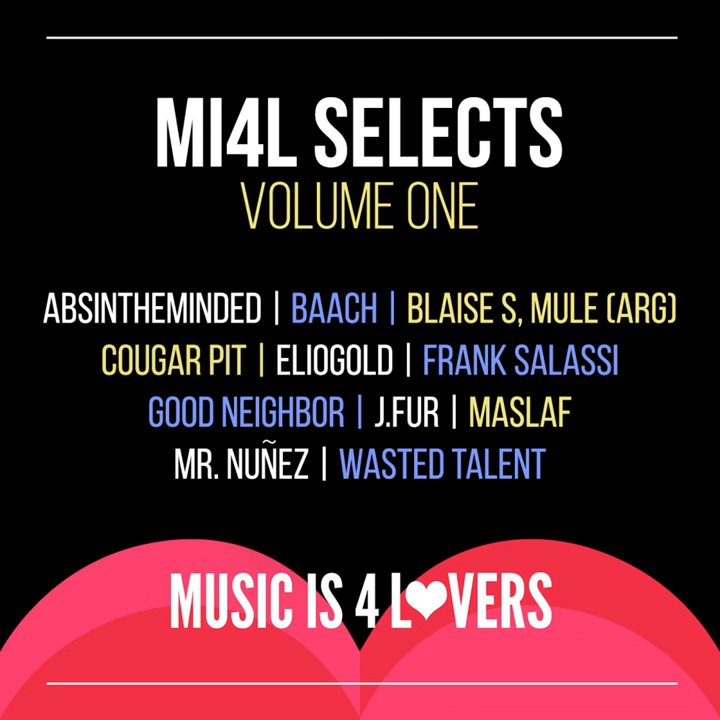 MI4L SELECTS
VOLUME ONE
ABSINTHEMINDED | BAACH | BLAISE S, MULE (ARG)
COUGAR PIT | ELIOGOLD | FRANK SALASSI
GOOD NEIGHBOR | J.FUR | MASLAF
MR. NUÑEZ | WASTED TALENT
MUSIC IS 4 L❤VERS